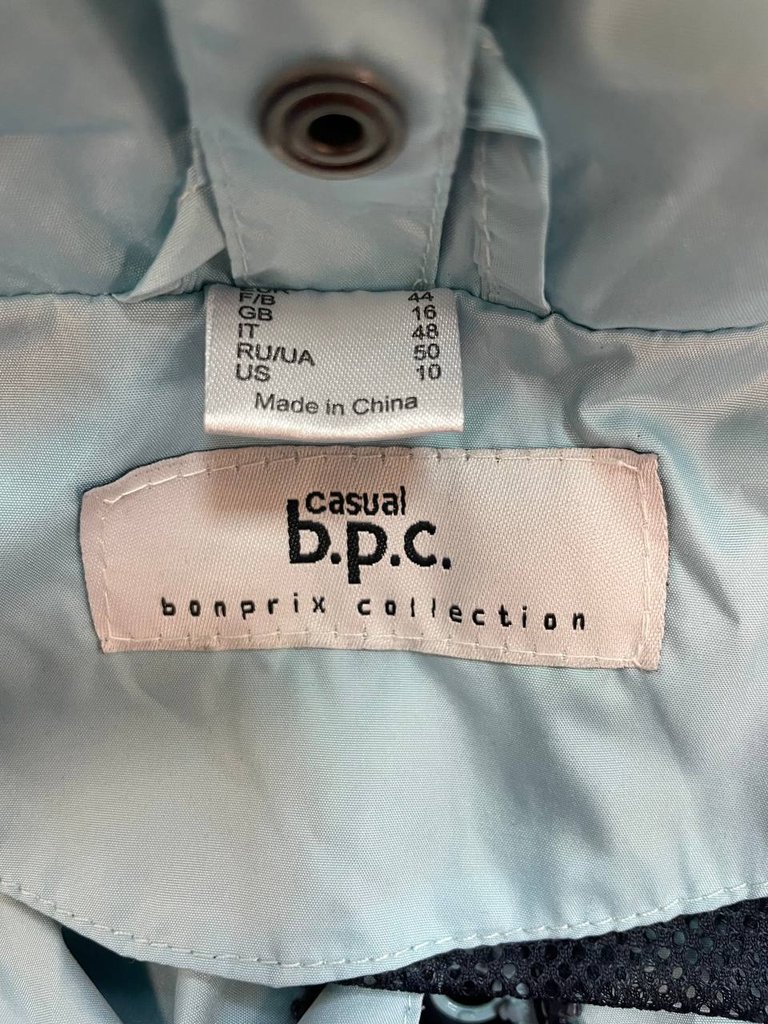 F/B 44
GB 16
IT 48
RU/UA 50
US 10
Made in China
casual
b.p.c.
bonprix collection